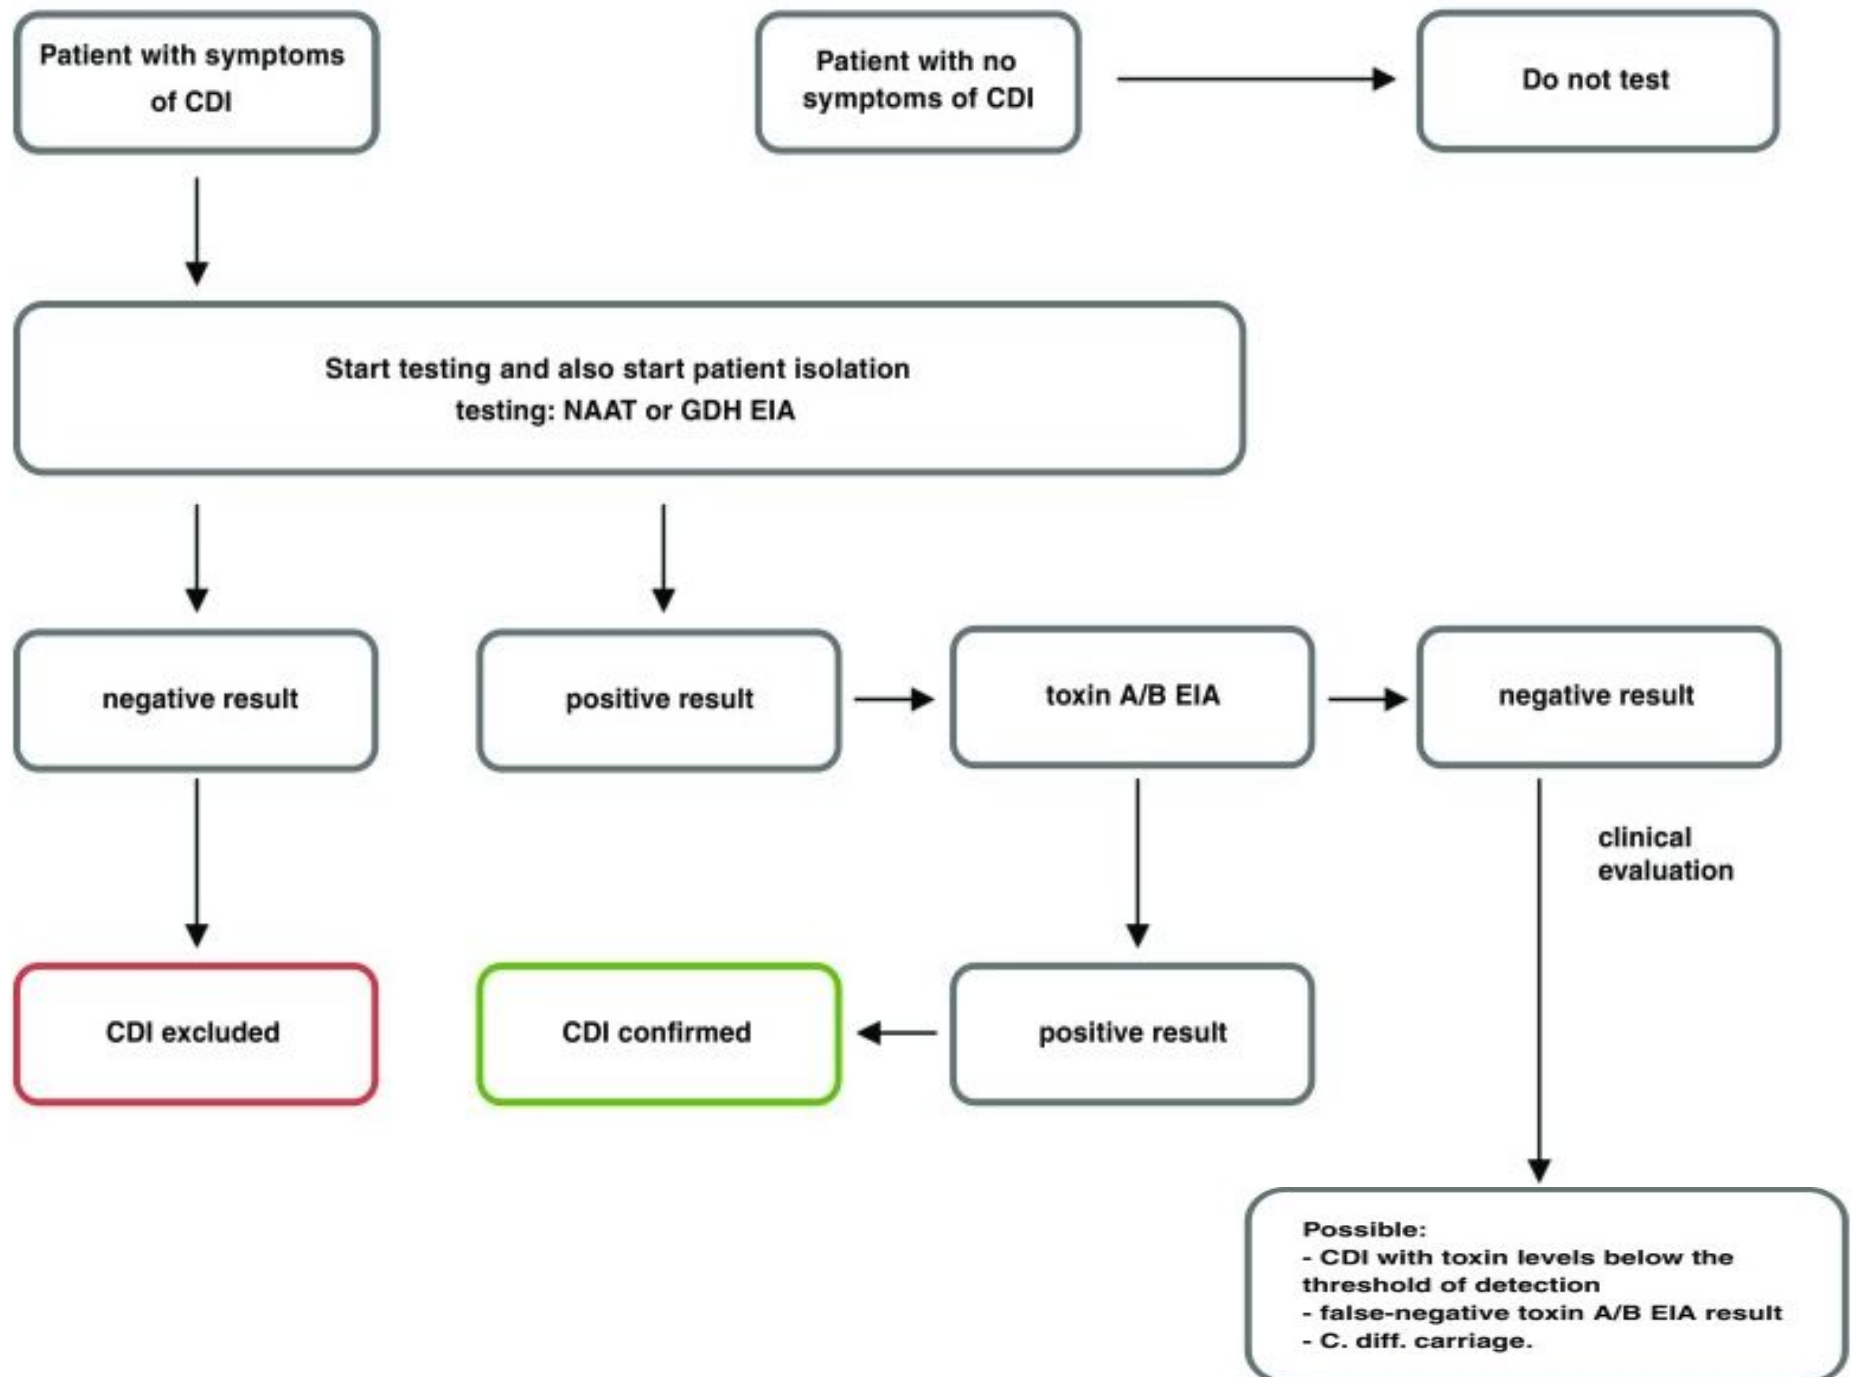 Patient with symptoms
of CDI
Patient with no
symptoms of CDI
Do not test
Start testing and also start patient isolation
testing: NAAT or GDH EIA
negative result
positive result
toxin A/B EIA
negative result
clinical
evaluation
CDI excluded
CDI confirmed
positive result
Possible:
- CDI with toxin levels below the
threshold of detection
- false-negative toxin A/B EIA result
- C. diff. carriage.